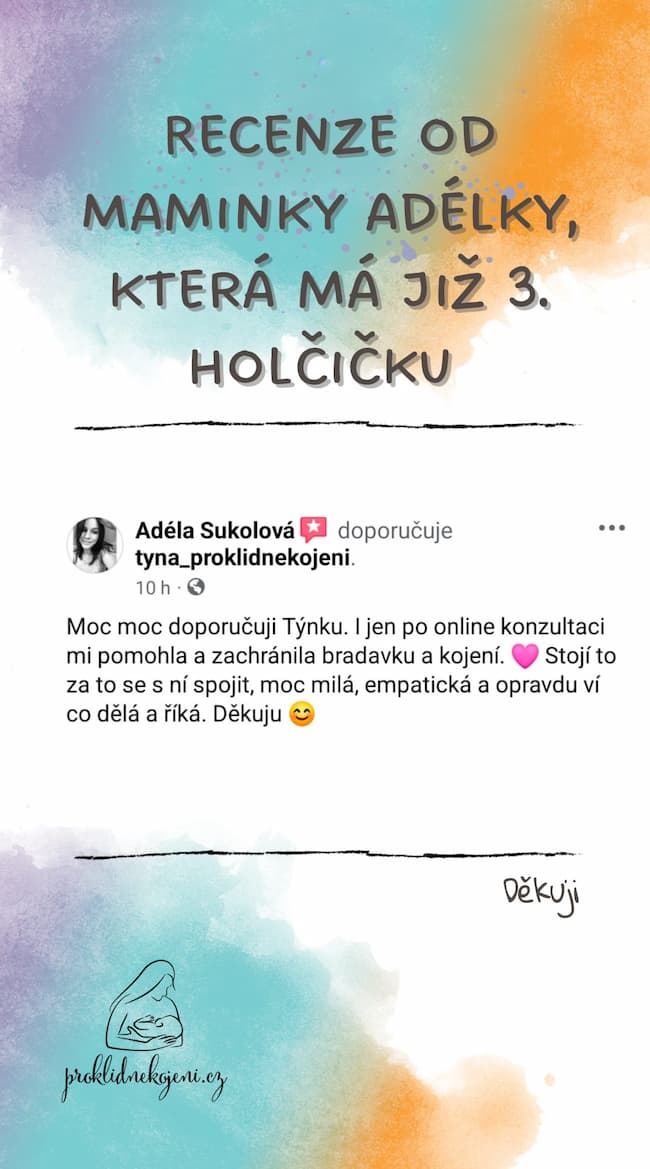 RECENZE OD
MAMINKY ADÉLKY,
KTERÁ MÁ JIŽ 3.
HOLČIČKU
Adéla Sukolová doporučuje
tyna_proklidnekojeni.
10 h ·
Moc moc doporučuji Týnku. I jen po online konzultaci
mi pomohla a zachránila bradavku a kojení. 🩷 Stojí to
za to se s ní spojit, moc milá, empatická a opravdu ví
co dělá a říká. Děkuju 😊
Děkuji
proklidnekojeni.cz